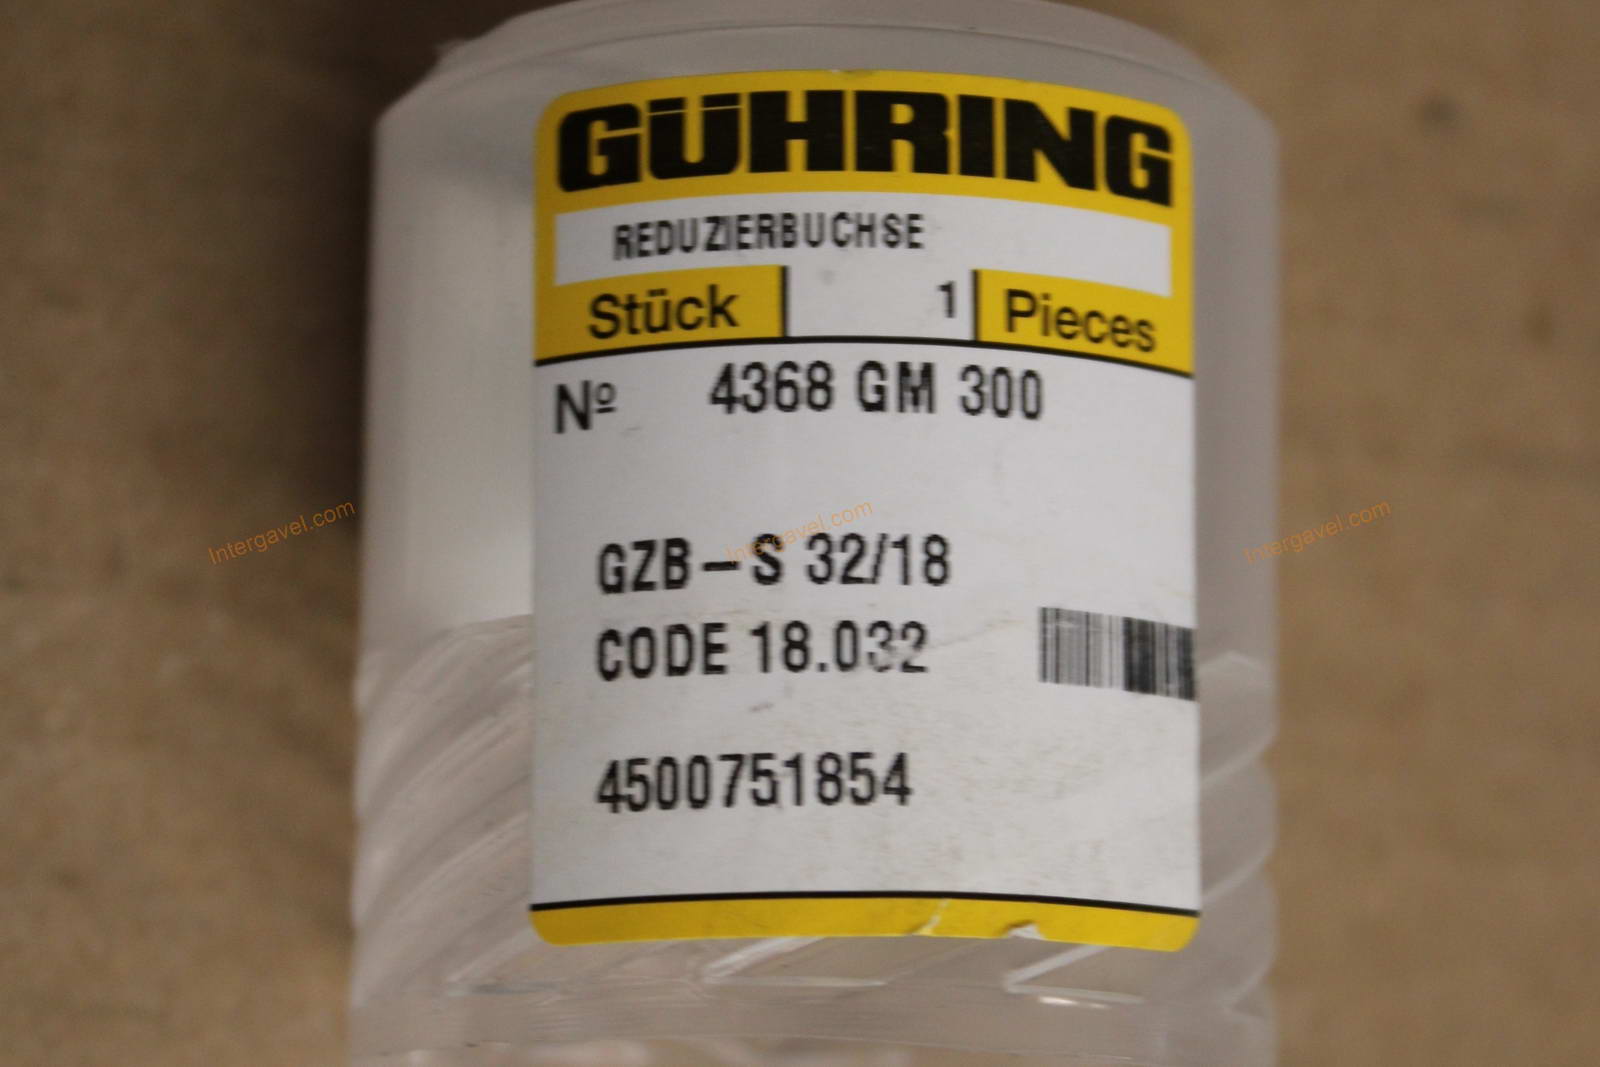 GÜHRING
REDUZIERBUCHSE
Stück 1 Pieces
Nº 4368 GM 300
GZB-S 32/18
CODE 18.032
4500751854
Intergavel.com
Intergavel.com
Intergavel.com